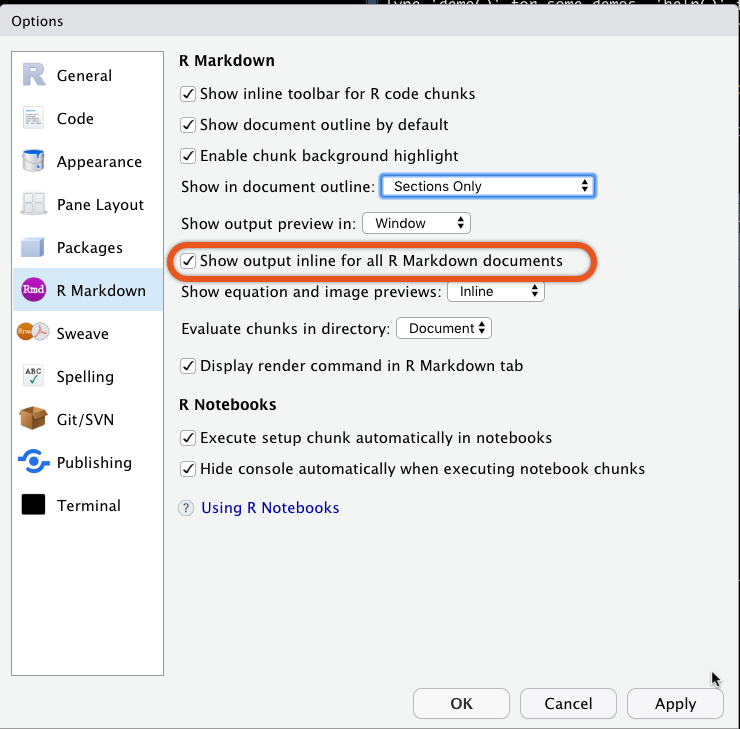 Type 'demo()' for some demos, 'help()'
Options
General
Code
Appearance
Pane Layout
Packages
Rmd R Markdown
Rnw Sweave
ABC Spelling
Git/SVN
Publishing
Terminal
R Markdown
Show inline toolbar for R code chunks
Show document outline by default
Enable chunk background highlight
Show in document outline: Sections Only
Show output preview in: Window
Show output inline for all R Markdown documents
Show equation and image previews: Inline
Evaluate chunks in directory: Document
Display render command in R Markdown tab
R Notebooks
Execute setup chunk automatically in notebooks
Hide console automatically when executing notebook chunks
? Using R Notebooks
OK Cancel Apply